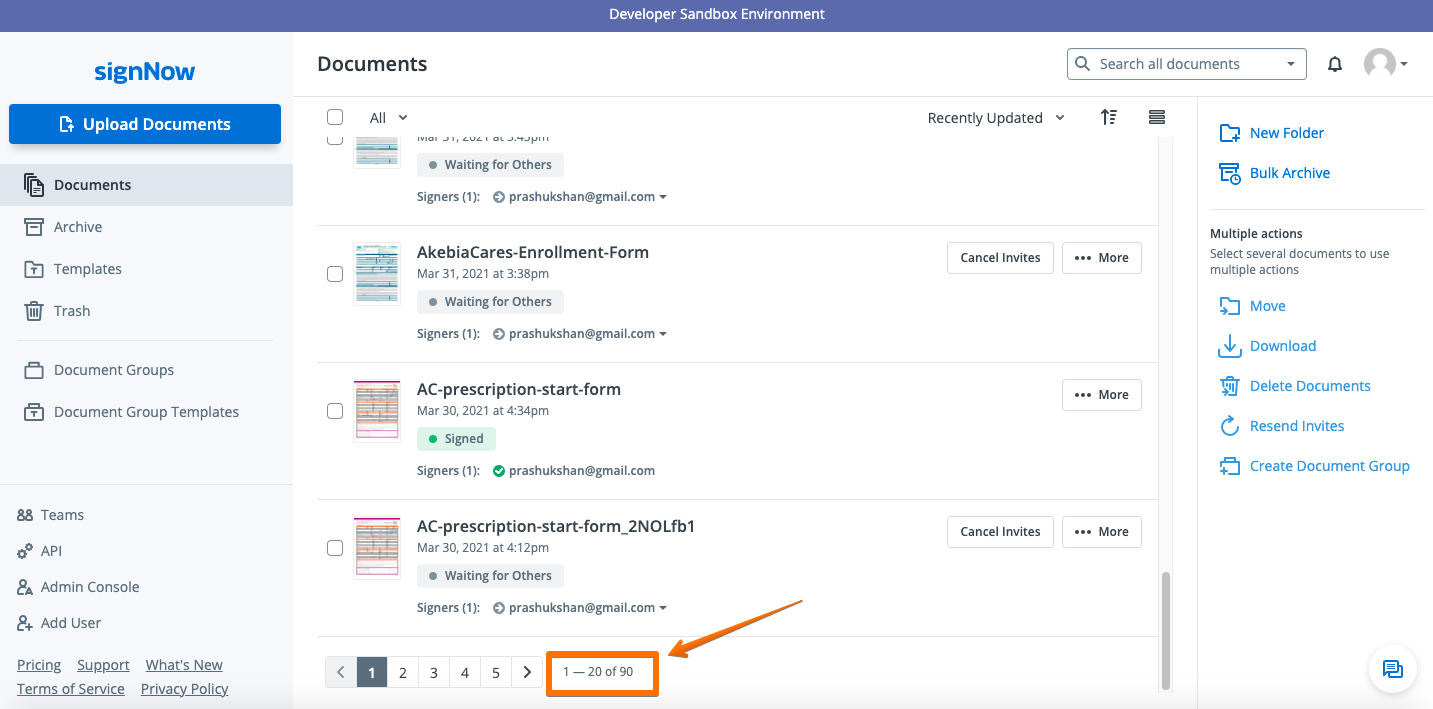 Developer Sandbox Environment
signNow
Upload Documents
Documents
Archive
Templates
Trash
Document Groups
Document Group Templates
Teams
API
Admin Console
Add User
Pricing Support What's New
Terms of Service Privacy Policy
Documents
Search all documents
All
Recently Updated
Mar 31, 2021 at 3:45pm
Waiting for Others
Signers (1): prashukshan@gmail.com
AkebiaCares-Enrollment-Form
Cancel Invites
••• More
Mar 31, 2021 at 3:38pm
Waiting for Others
Signers (1): prashukshan@gmail.com
AC-prescription-start-form
••• More
Mar 30, 2021 at 4:34pm
Signed
Signers (1): prashukshan@gmail.com
AC-prescription-start-form_2NOLfb1
Cancel Invites
••• More
Mar 30, 2021 at 4:12pm
Waiting for Others
Signers (1): prashukshan@gmail.com
< 1 2 3 4 5 >
1 — 20 of 90
New Folder
Bulk Archive
Multiple actions
Select several documents to use
multiple actions
Move
Download
Delete Documents
Resend Invites
Create Document Group